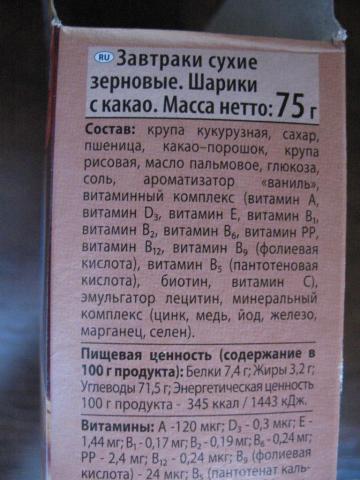 RU Завтраки сухие
зерновые. Шарики
с какао. Масса нетто: 75 г
Состав: крупа кукурузная, сахар,
пшеница, какао–порошок, крупа
рисовая, масло пальмовое, глюкоза,
соль, ароматизатор «ваниль»,
витаминный комплекс (витамин А,
витамин D₃, витамин Е, витамин В₁,
витамин В₂, витамин В₆, витамин РР,
витамин В₁₂, витамин В₉ (фолиевая
кислота), витамин В₅ (пантотеновая
кислота), биотин, витамин С),
эмульгатор лецитин, минеральный
комплекс (цинк, медь, йод, железо,
марганец, селен).
Пищевая ценность (содержание в
100 г продукта): Белки 7,4 г; Жиры 3,2 г;
Углеводы 71,5 г; Энергетическая ценность
100 г продукта - 345 ккал / 1443 кДж.
Витамины: А -120 мкг; D₃ - 0,3 мкг; Е -
1,44 мг; В₁ - 0,17 мг; В₂ - 0,19 мг; В₆ - 0,24 мг;
РР - 2,4 мг; В₁₂ - 0,24 мкг; В₉ (фолиевая
кислота) - 24 мкг; В₅ (пантотенат каль-